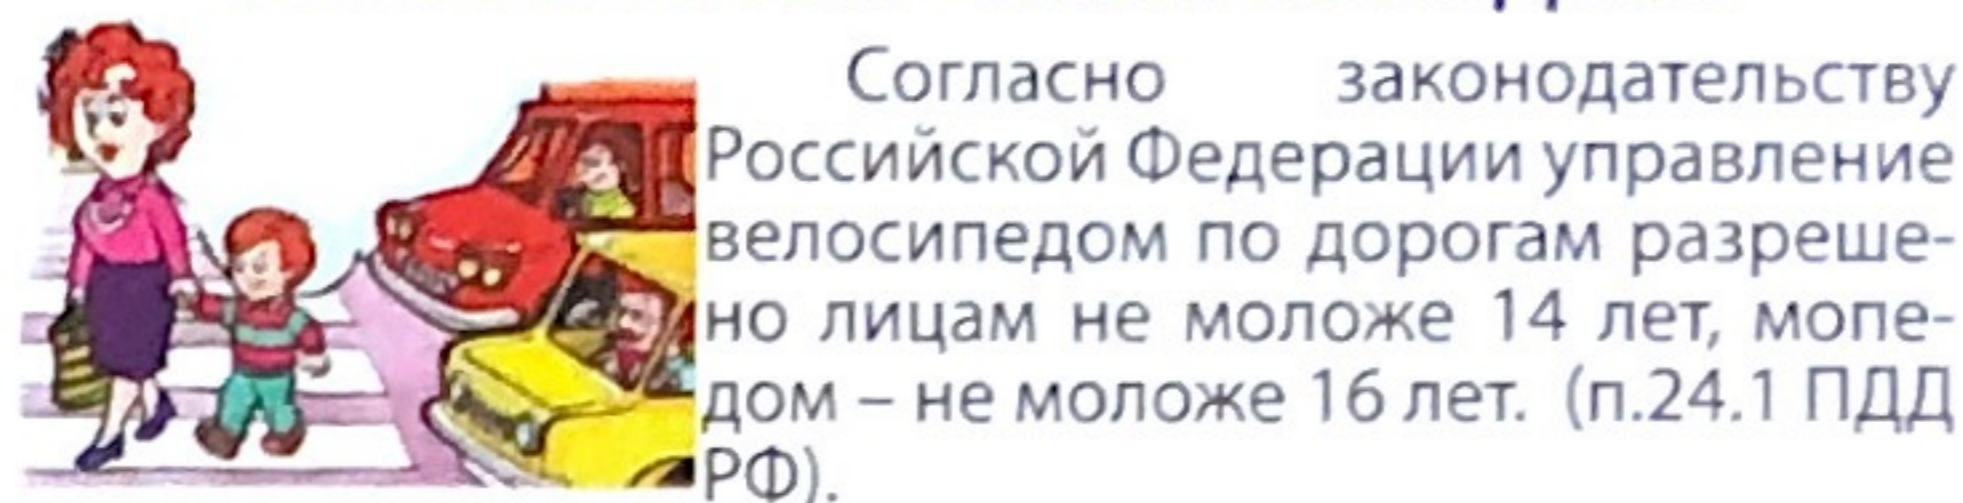 Согласно законодательству
Российской Федерации управление
велосипедом по дорогам разреше-
но лицам не моложе 14 лет, мопе-
дом – не моложе 16 лет. (п.24.1 ПДД
РФ).